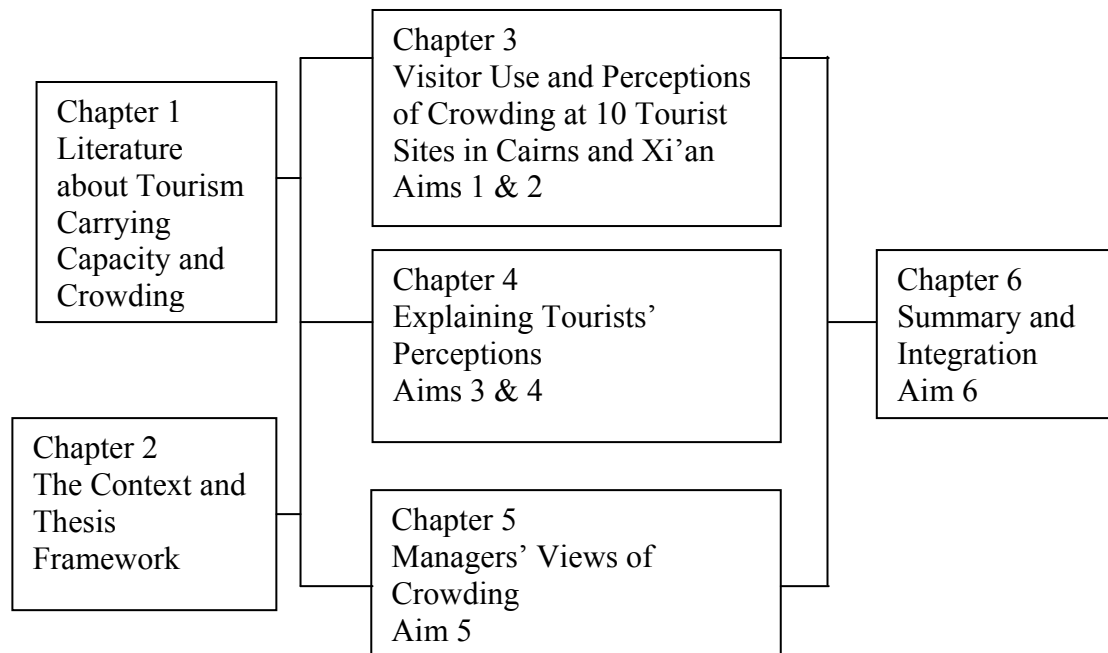 Chapter 1
Literature
about Tourism
Carrying
Capacity and
Crowding
Chapter 2
The Context and
Thesis
Framework
Chapter 3
Visitor Use and Perceptions
of Crowding at 10 Tourist
Sites in Cairns and Xi’an
Aims 1 & 2
Chapter 4
Explaining Tourists’
Perceptions
Aims 3 & 4
Chapter 5
Managers’ Views of
Crowding
Aim 5
Chapter 6
Summary and
Integration
Aim 6